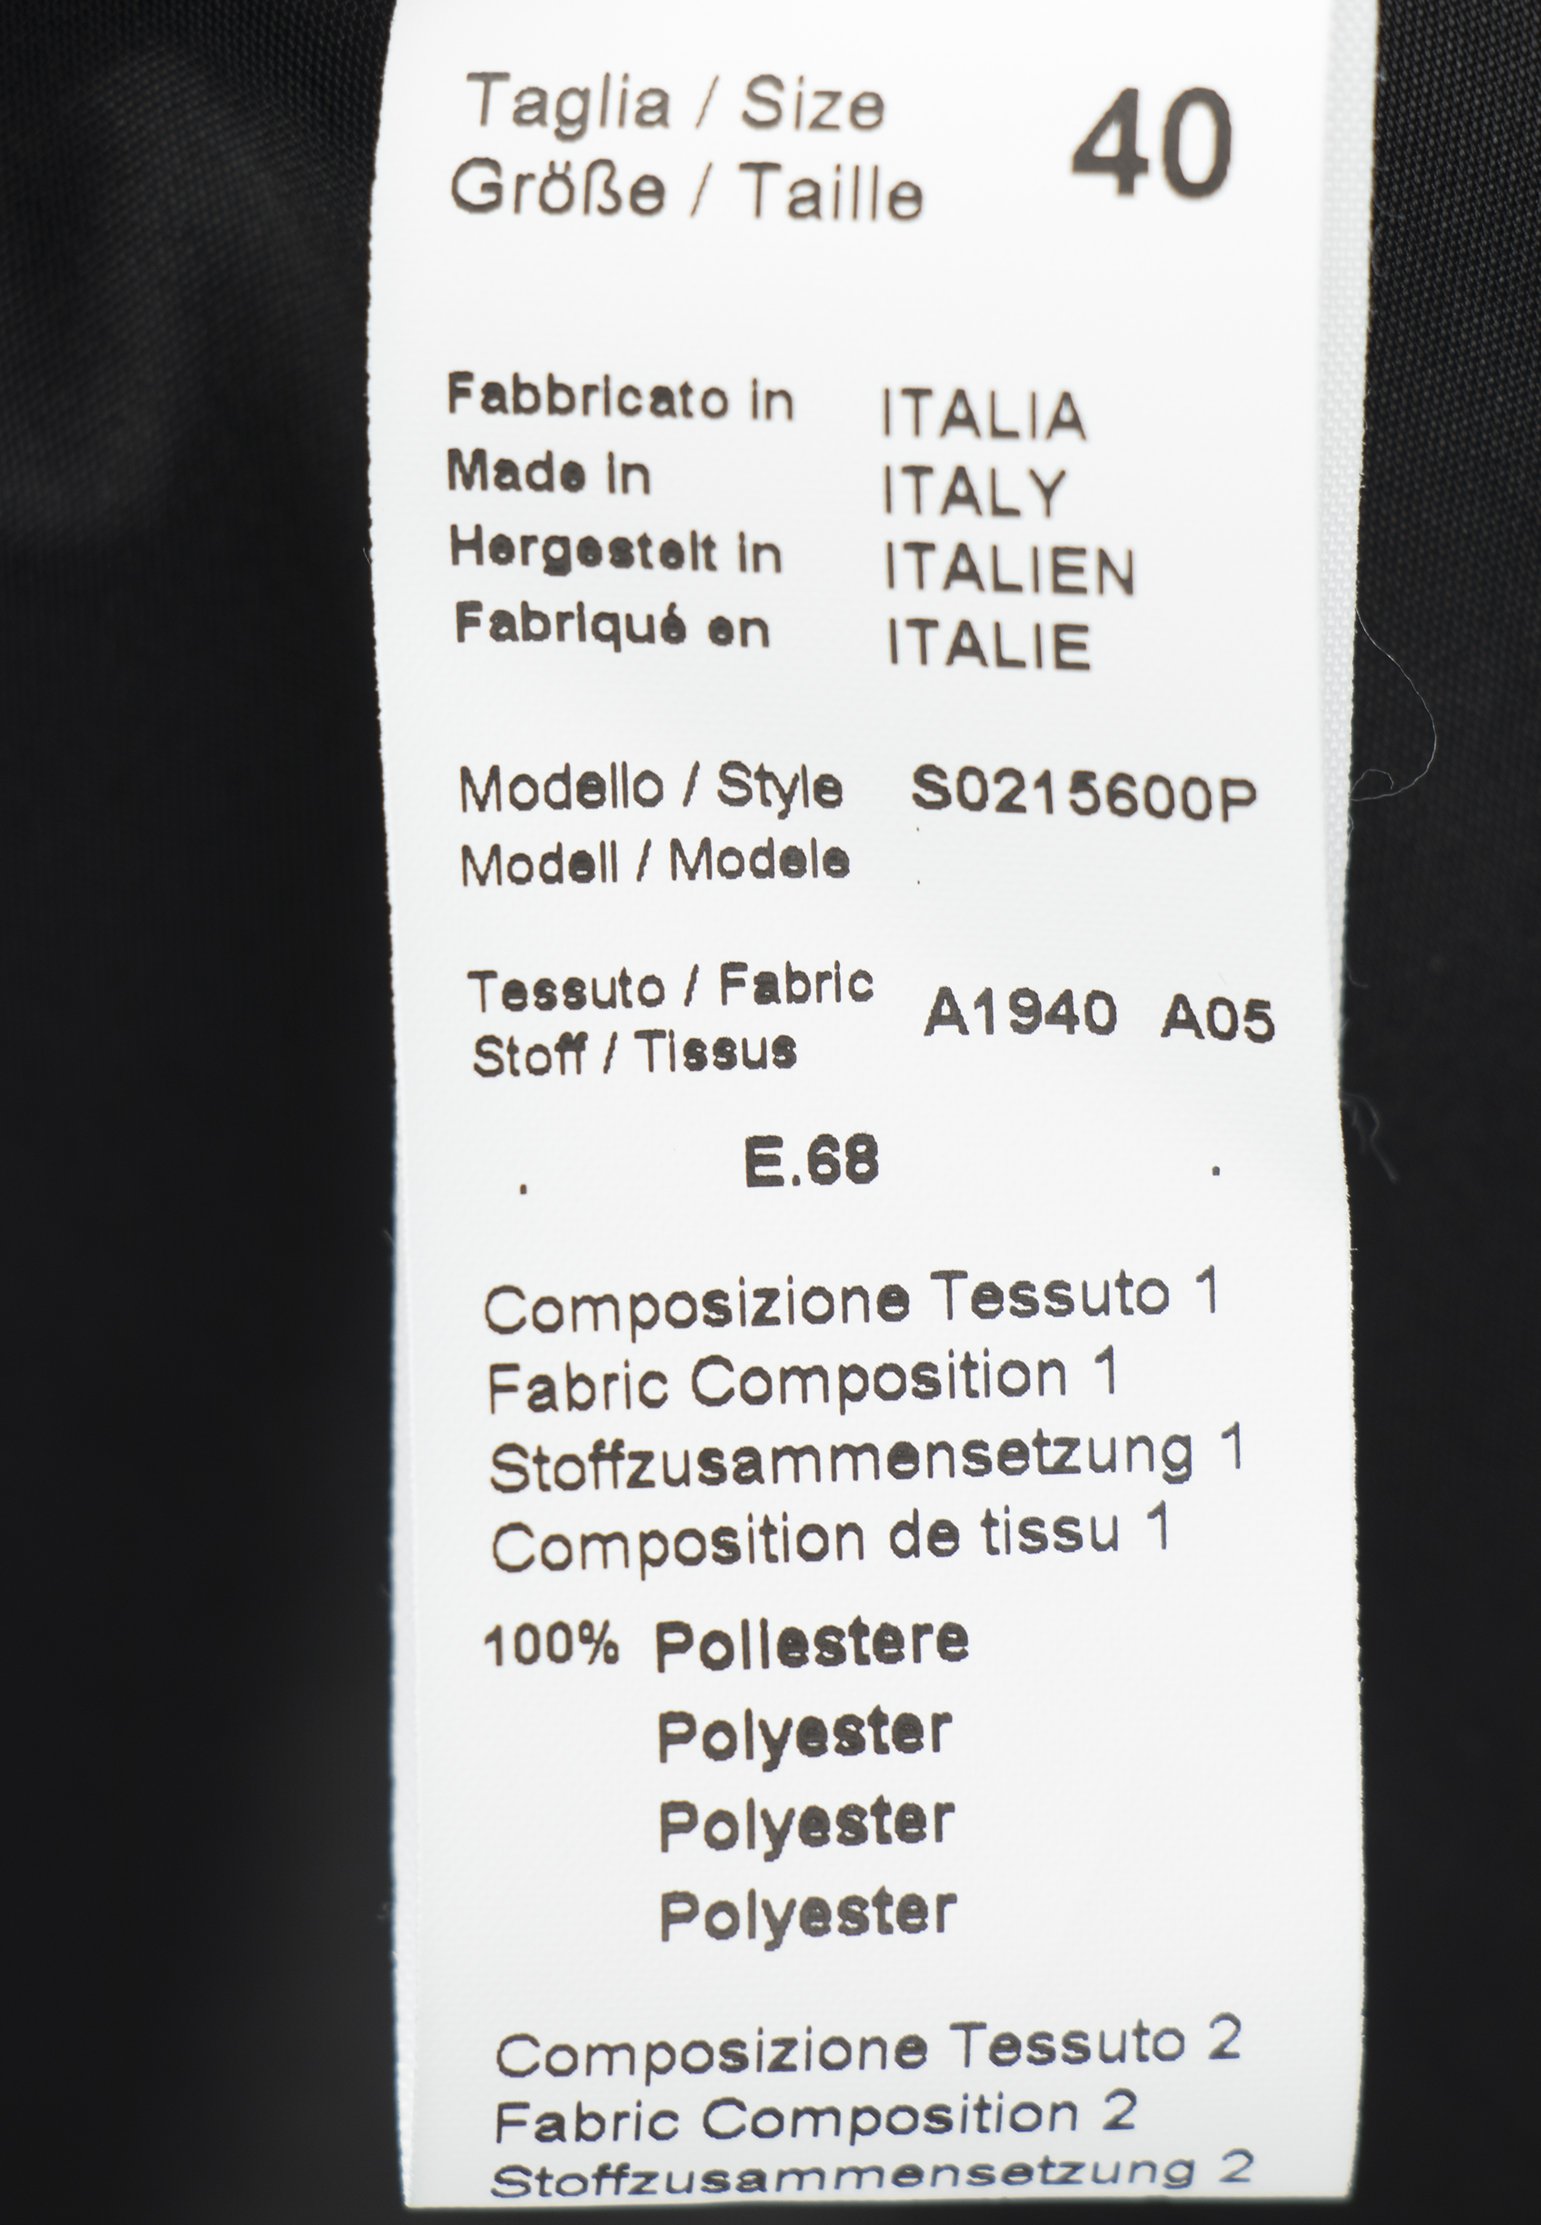 Taglia / Size 40
Größe / Taille
Fabbricato in ITALIA
Made in ITALY
Hergestelt in ITALIEN
Fabriqué en ITALIE
Modello / Style S0215600P
Modell / Modele
Tessuto / Fabric A1940 A05
Stoff / Tissus
. E.68 .
Composizione Tessuto 1
Fabric Composition 1
Stoffzusammensetzung 1
Composition de tissu 1
100% Poliestere
Polyester
Polyester
Polyester
Composizione Tessuto 2
Fabric Composition 2
Stoffzusammensetzung 2